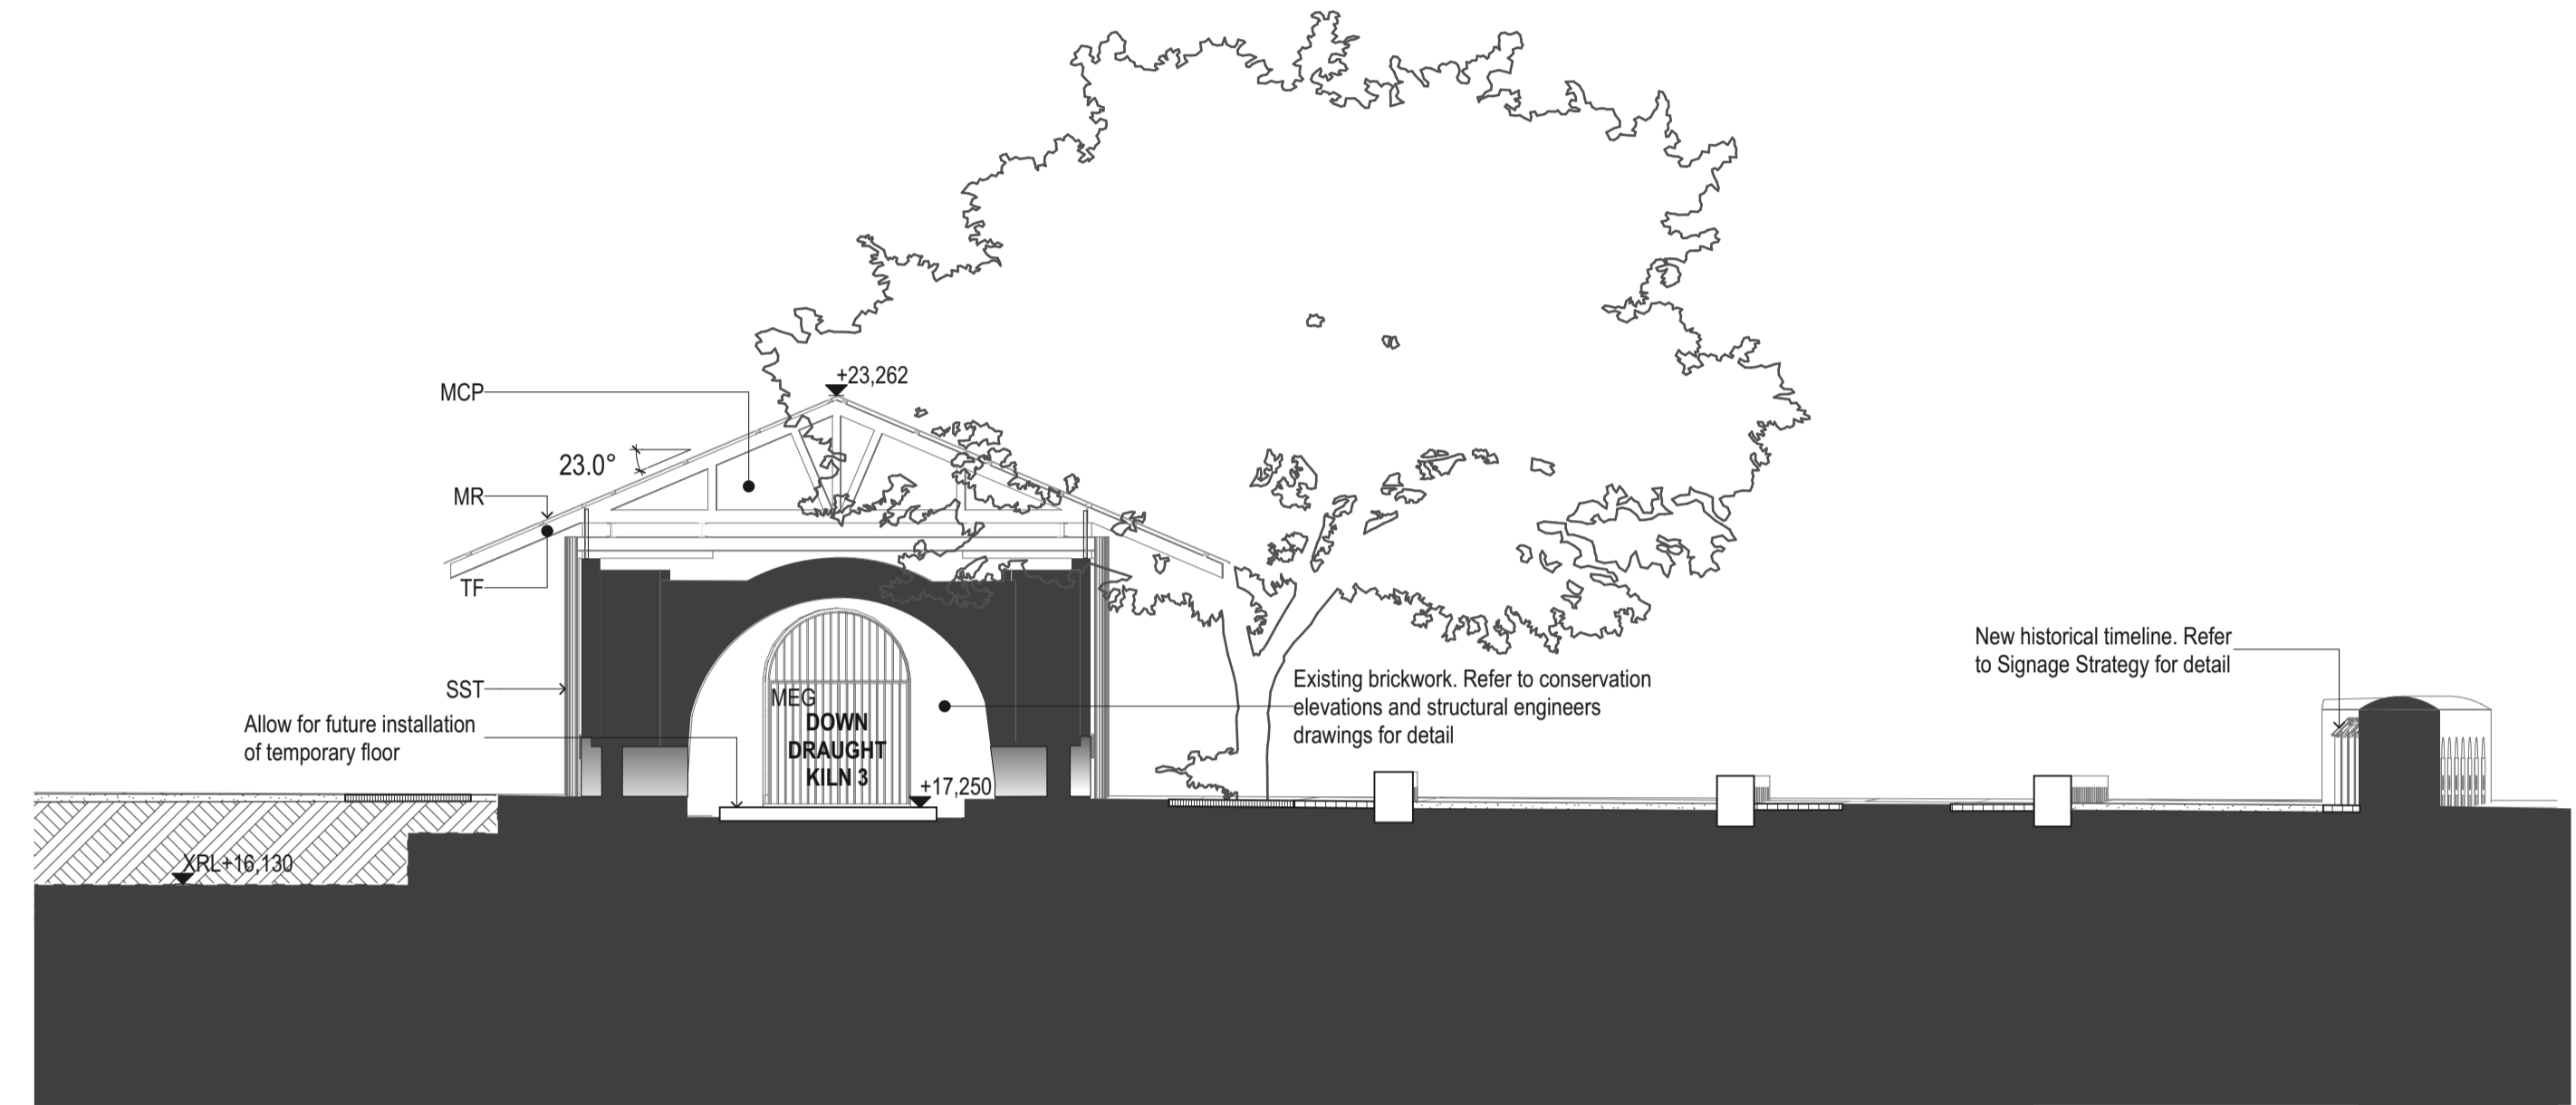 +23,262
MCP
23.0°
MR
TF
SST
MEG
DOWN
DRAUGHT
KILN 3
Allow for future installation
of temporary floor
+17,250
XRL+16,130
Existing brickwork. Refer to conservation
elevations and structural engineers
drawings for detail
New historical timeline. Refer
to Signage Strategy for detail